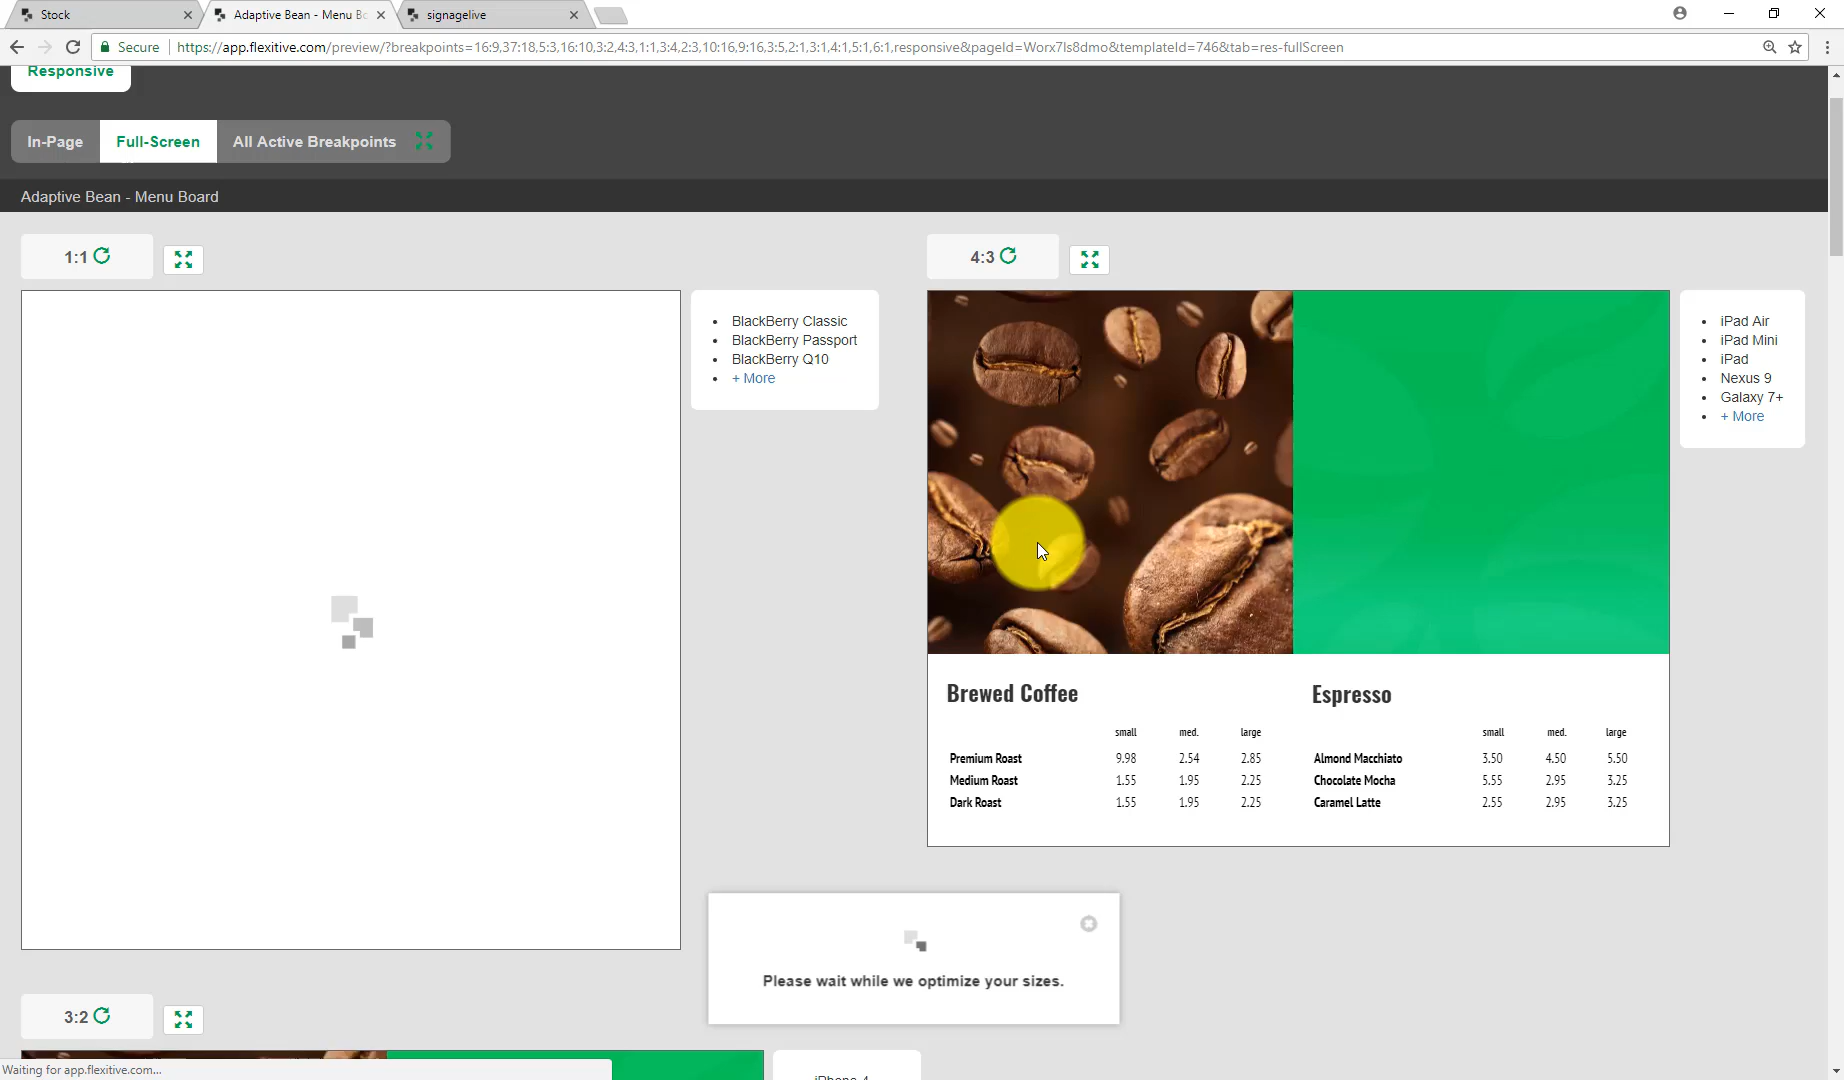 Stock
Adaptive Bean - Menu Bo
signagelive
Secure
https://app.flexitive.com/preview/?breakpoints=16:9,37:18,5:3,16:10,3:2,4:3,1:1,3:4,2:3,10:16,9:16,3:5,2:1,3:1,4:1,5:1,6:1,responsive&pageId=Worx7ls8dmo&templateId=746&tab=res-fullScreen
Responsive
In-Page
Full-Screen
All Active Breakpoints
Adaptive Bean - Menu Board
1:1
BlackBerry Classic
BlackBerry Passport
BlackBerry Q10
+ More
4:3
iPad Air
iPad Mini
iPad
Nexus 9
Galaxy 7+
+ More
Brewed Coffee
small med. large
Premium Roast 9.98 2.54 2.85
Medium Roast 1.55 1.95 2.25
Dark Roast 1.55 1.95 2.25
Espresso
small med. large
Almond Macchiato 3.50 4.50 5.50
Chocolate Mocha 5.55 2.95 3.25
Caramel Latte 2.55 2.95 3.25
Please wait while we optimize your sizes.
3:2
iPhone 4
Waiting for app.flexitive.com...